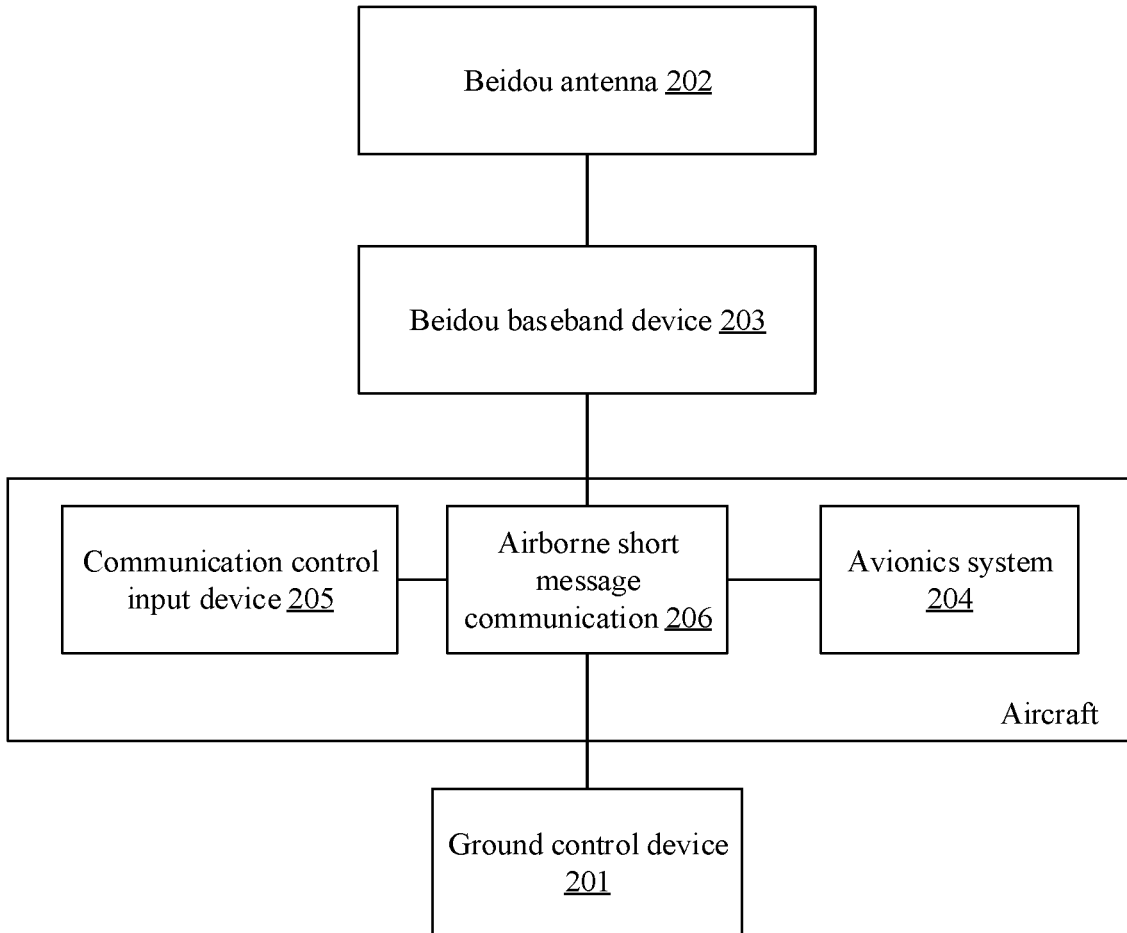 Beidou antenna 202
Beidou baseband device 203
Communication control
input device 205
Airborne short
message
communication 206
Avionics system
204
Aircraft
Ground control device
201